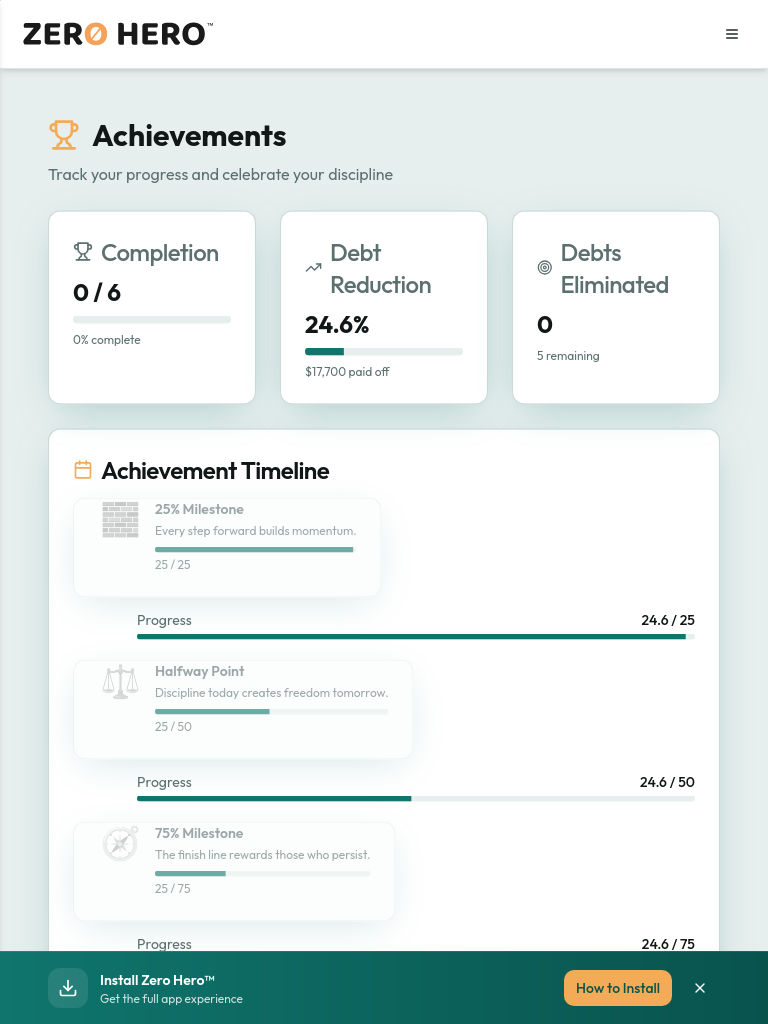 ZERO HERO™
Achievements
Track your progress and celebrate your discipline
Completion
0 / 6
0% complete
Debt
Reduction
24.6%
$17,700 paid off
Debts
Eliminated
0
5 remaining
Achievement Timeline
25% Milestone
Every step forward builds momentum.
25 / 25
Progress 24.6 / 25
Halfway Point
Discipline today creates freedom tomorrow.
25 / 50
Progress 24.6 / 50
75% Milestone
The finish line rewards those who persist.
25 / 75
Progress 24.6 / 75
Install Zero Hero™
Get the full app experience
How to Install